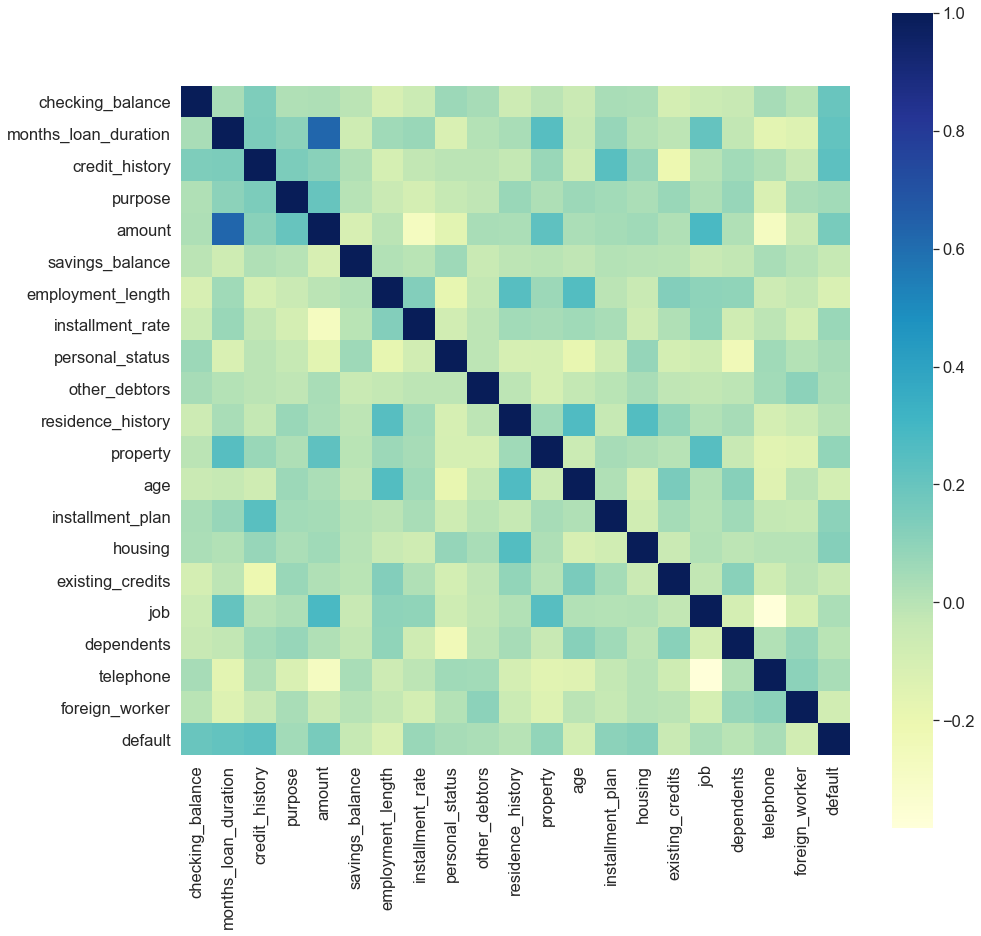 1.0
checking_balance
months_loan_duration
0.8
credit_history
purpose
amount
0.6
savings_balance
employment_length
installment_rate
personal_status
0.4
other_debtors
residence_history
property
age
0.2
installment_plan
housing
existing_credits
0.0
job
dependents
telephone
foreign_worker
−0.2
default
checking_balance
months_loan_duration
credit_history
purpose
amount
savings_balance
employment_length
installment_rate
personal_status
other_debtors
residence_history
property
age
installment_plan
housing
existing_credits
job
dependents
telephone
foreign_worker
default